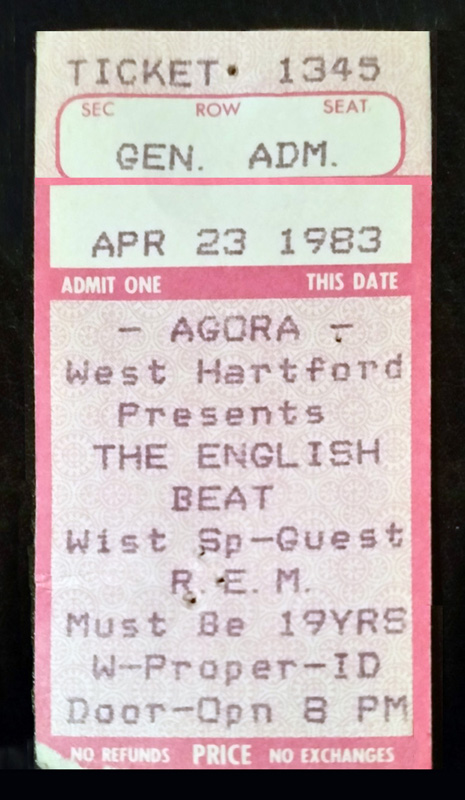 TICKET 1345
SEC ROW SEAT
GEN. ADM.
APR 23 1983
ADMIT ONE THIS DATE
- AGORA -
West Hartford
Presents
THE ENGLISH
BEAT
Wist Sp-Guest
R.E.M.
Must Be 19YRS
W-Proper-ID
Door-Opn 8 PM
NO REFUNDS PRICE NO EXCHANGES